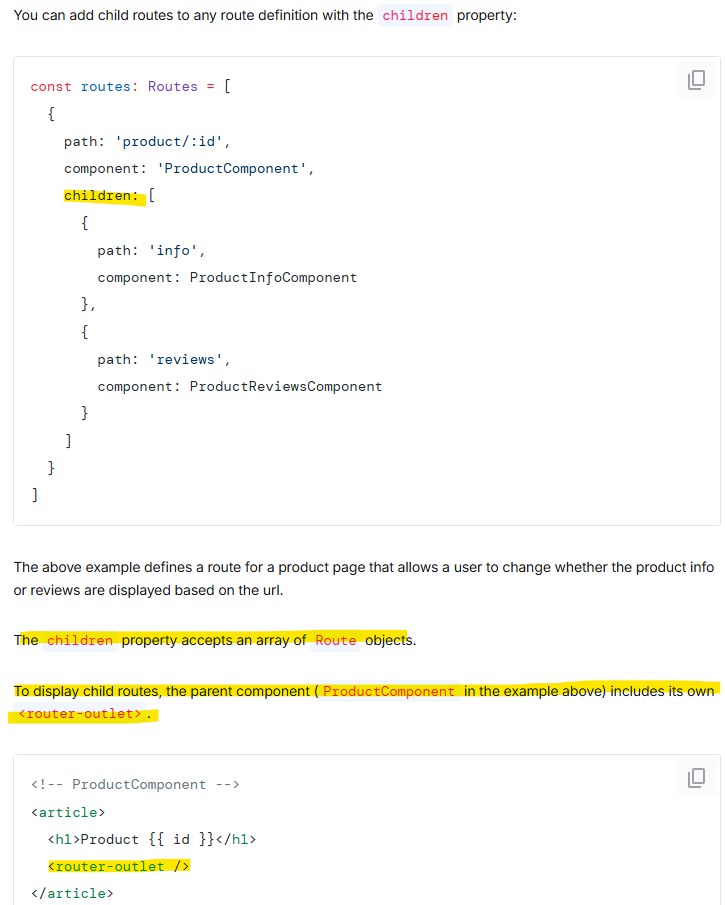 You can add child routes to any route definition with the children property:
const routes: Routes = [
  {
    path: 'product/:id',
    component: 'ProductComponent',
    children: [
      {
        path: 'info',
        component: ProductInfoComponent
      },
      {
        path: 'reviews',
        component: ProductReviewsComponent
      }
    ]
  }
]
The above example defines a route for a product page that allows a user to change whether the product info
or reviews are displayed based on the url.
The children property accepts an array of Route objects.
To display child routes, the parent component ( ProductComponent in the example above) includes its own
<router-outlet> .
<!-- ProductComponent -->
<article>
  <h1>Product {{ id }}</h1>
  <router-outlet />
</article>